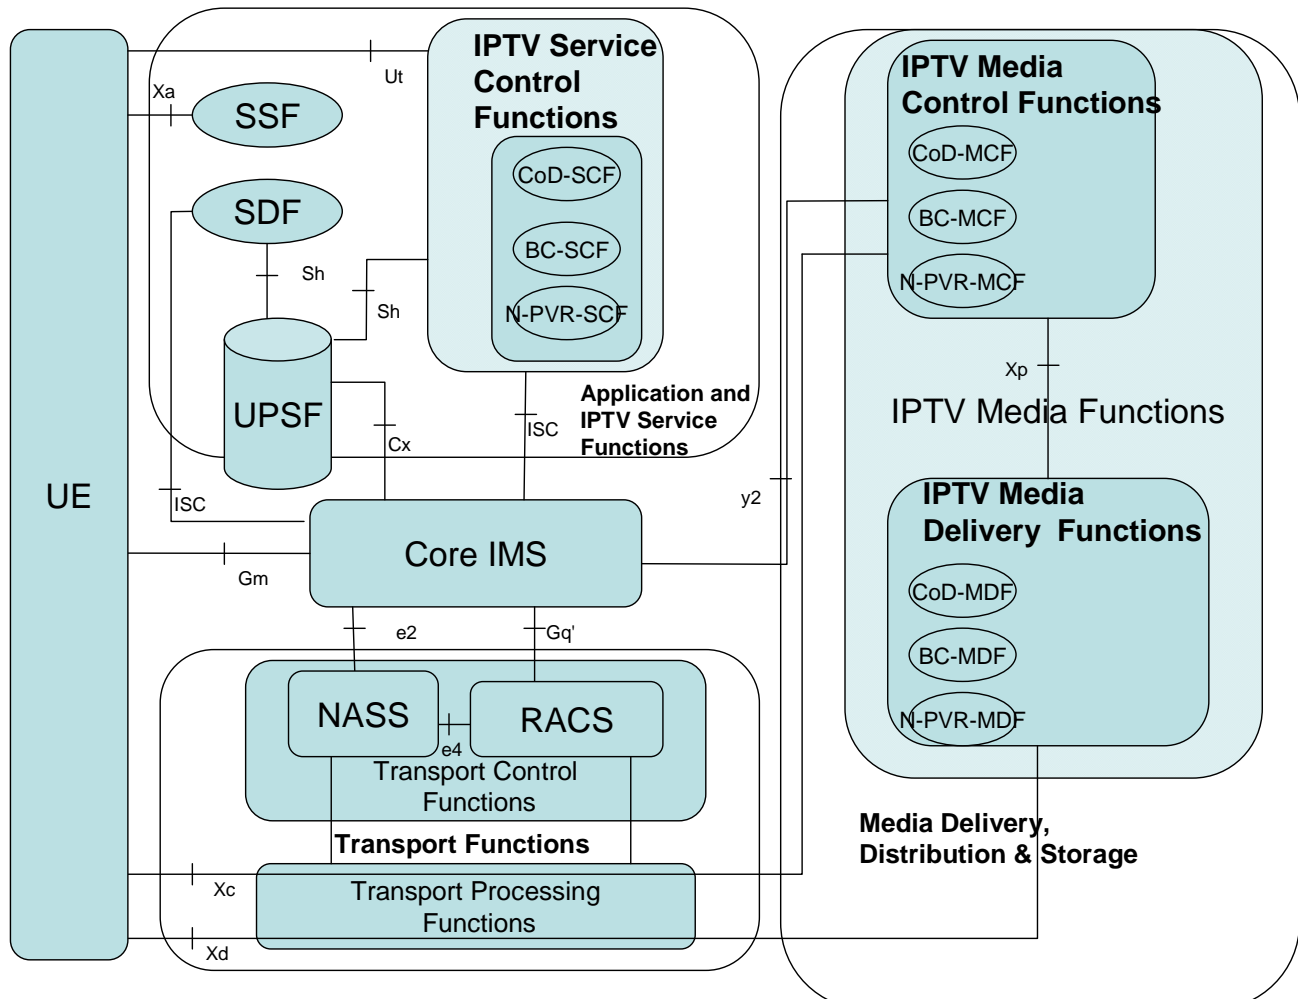 UE
Xa
Ut
SSF
SDF
Sh
Sh
UPSF
Cx
ISC
ISC
Gm
IPTV Service
Control
Functions
CoD-SCF
BC-SCF
N-PVR-SCF
Application and
IPTV Service
Functions
Core IMS
y2
e2
Gq'
NASS
RACS
e4
Transport Control
Functions
Transport Functions
Transport Processing
Functions
Xc
Xd
IPTV Media
Control Functions
CoD-MCF
BC-MCF
N-PVR-MCF
Xp
IPTV Media Functions
IPTV Media
Delivery Functions
CoD-MDF
BC-MDF
N-PVR-MDF
Media Delivery,
Distribution & Storage